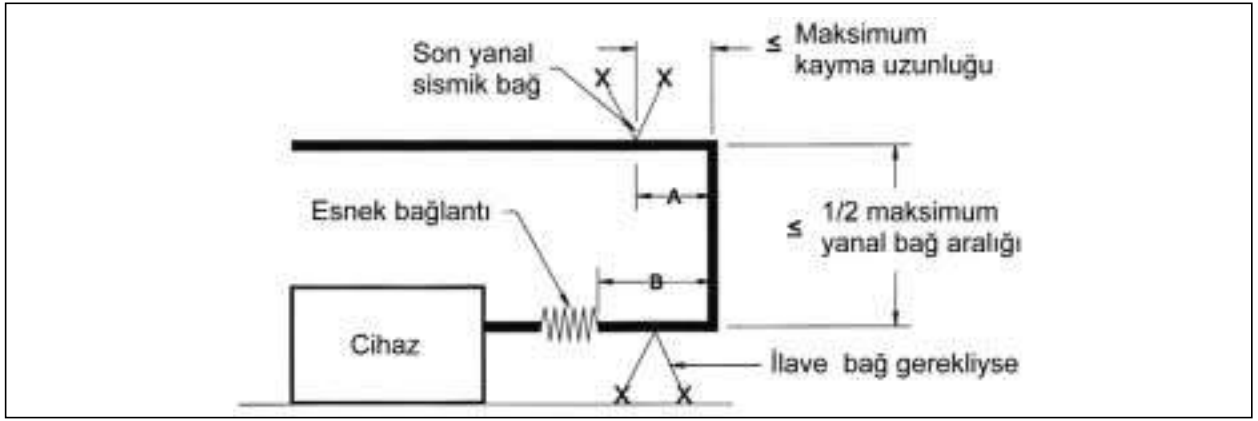 Son yanal
sismik bağ
X X
≤ Maksimum
kayma uzunluğu
A
Esnek bağlantı
≤ 1/2 maksimum
yanal bağ aralığı
B
Cihaz
İlave bağ gerekliyse
X X